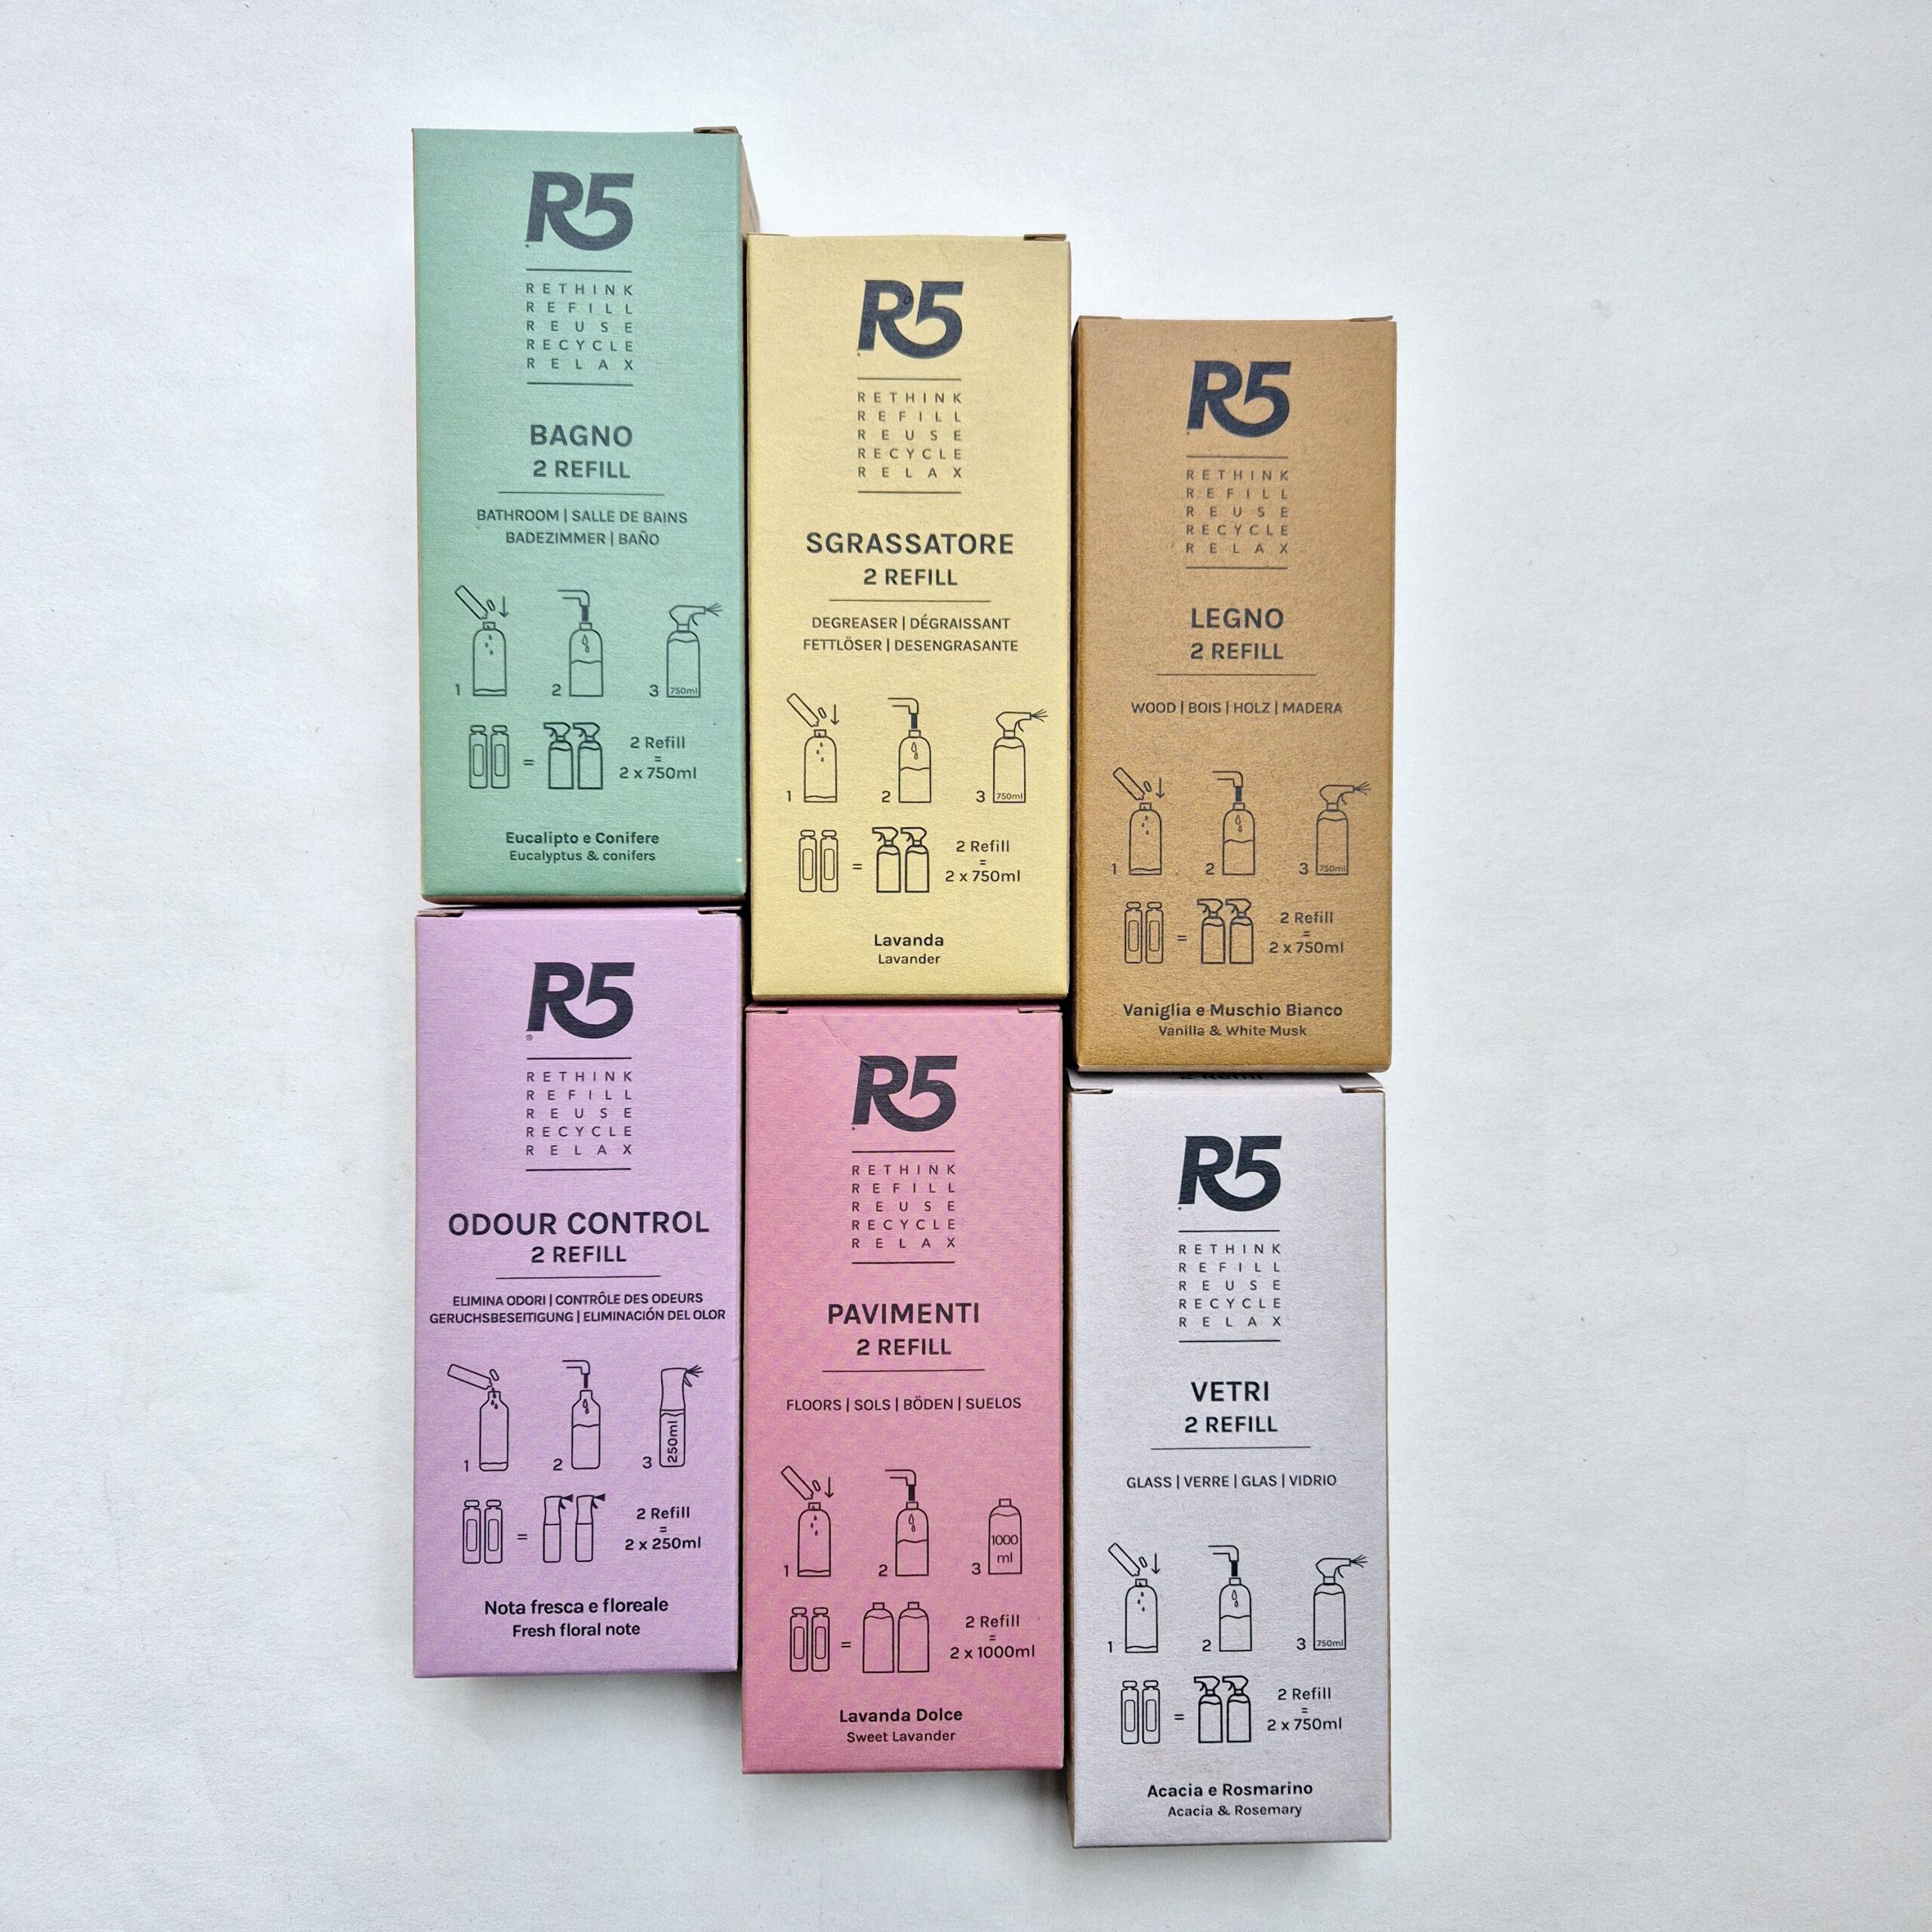 R5
RETHINK
REFILL
REUSE
RECYCLE
RELAX
BAGNO
2 REFILL
BATHROOM | SALLE DE BAINS
BADEZIMMER | BAÑO
1 2 3 750ml
= 2 Refill
=
2 x 750ml
Eucalipto e Conifere
Eucalyptus & conifers
R5
RETHINK
REFILL
REUSE
RECYCLE
RELAX
SGRASSATORE
2 REFILL
DEGREASER | DÉGRAISSANT
FETTLÖSER | DESENGRASANTE
1 2 3 750ml
= 2 Refill
=
2 x 750ml
Lavanda
Lavander
R5
RETHINK
REFILL
REUSE
RECYCLE
RELAX
LEGNO
2 REFILL
WOOD | BOIS | HOLZ | MADERA
1 2 3 750ml
= 2 Refill
=
2 x 750ml
Vaniglia e Muschio Bianco
Vanilla & White Musk
R5
®
RETHINK
REFILL
REUSE
RECYCLE
RELAX
ODOUR CONTROL
2 REFILL
ELIMINA ODORI | CONTRÔLE DES ODEURS
GERUCHSBESEITIGUNG | ELIMINACIÓN DEL OLOR
1 2 3 250ml
= 2 Refill
=
2 x 250ml
Nota fresca e floreale
Fresh floral note
R5
RETHINK
REFILL
REUSE
RECYCLE
RELAX
PAVIMENTI
2 REFILL
FLOORS | SOLS | BÖDEN | SUELOS
1 2 3 1000
ml
= 2 Refill
=
2 x 1000ml
Lavanda Dolce
Sweet Lavander
2 Refill
R5
RETHINK
REFILL
REUSE
RECYCLE
RELAX
VETRI
2 REFILL
GLASS | VERRE | GLAS | VIDRIO
1 2 3 750ml
= 2 Refill
=
2 x 750ml
Acacia e Rosmarino
Acacia & Rosemary